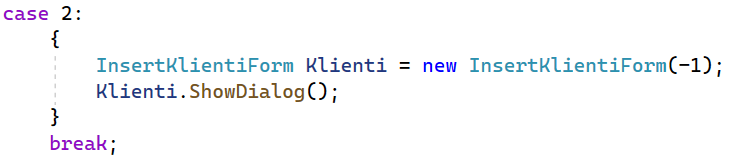 case 2:
{
InsertKlientiForm Klienti = new InsertKlientiForm(-1);
Klienti.ShowDialog();
}
break;